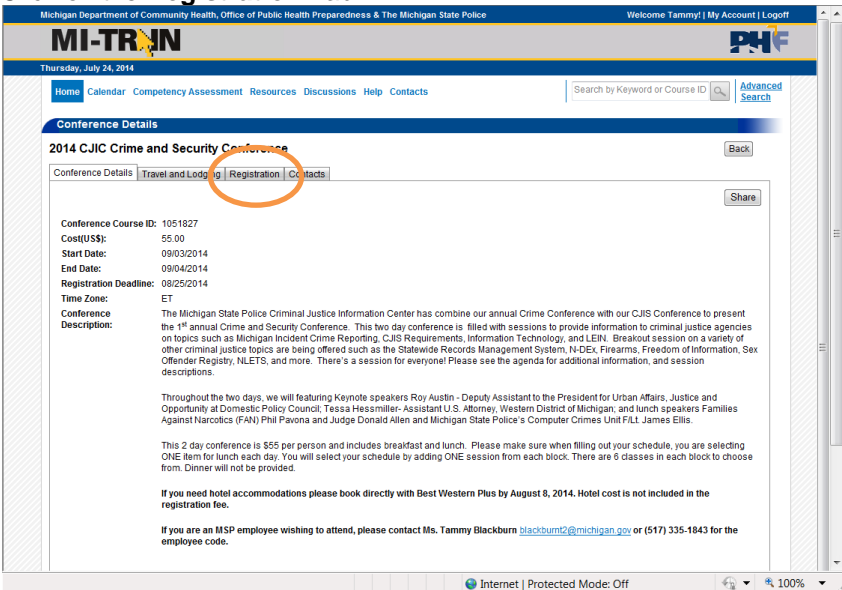 Michigan Department of Community Health, Office of Public Health Preparedness & The Michigan State Police Welcome Tammy! | My Account | Logoff
MI-TRAIN
PHF
Thursday, July 24, 2014
Home Calendar Competency Assessment Resources Discussions Help Contacts Search by Keyword or Course ID Advanced
Search
Conference Details
2014 CJIC Crime and Security Conference Back
Conference Details Travel and Lodging Registration Contacts
Share
Conference Course ID: 1051827
Cost(US$): 55.00
Start Date: 09/03/2014
End Date: 09/04/2014
Registration Deadline: 08/25/2014
Time Zone: ET
Conference The Michigan State Police Criminal Justice Information Center has combine our annual Crime Conference with our CJIS Conference to present
Description: the 1st annual Crime and Security Conference. This two day conference is filled with sessions to provide information to criminal justice agencies
on topics such as Michigan Incident Crime Reporting, CJIS Requirements, Information Technology, and LEIN. Breakout session on a variety of
other criminal justice topics are being offered such as the Statewide Records Management System, N-DEx, Firearms, Freedom of Information, Sex
Offender Registry, NLETS, and more. There's a session for everyone! Please see the agenda for additional information, and session
descriptions.
Throughout the two days, we will featuring Keynote speakers Roy Austin - Deputy Assistant to the President for Urban Affairs, Justice and
Opportunity at Domestic Policy Council; Tessa Hessmiller- Assistant U.S. Attorney, Western District of Michigan; and lunch speakers Families
Against Narcotics (FAN) Phil Pavona and Judge Donald Allen and Michigan State Police's Computer Crimes Unit F/Lt. James Ellis.
This 2 day conference is $55 per person and includes breakfast and lunch. Please make sure when filling out your schedule, you are selecting
ONE item for lunch each day. You will select your schedule by adding ONE session from each block. There are 6 classes in each block to choose
from. Dinner will not be provided.
If you need hotel accommodations please book directly with Best Western Plus by August 8, 2014. Hotel cost is not included in the
registration fee.
If you are an MSP employee wishing to attend, please contact Ms. Tammy Blackburn blackburnt2@michigan.gov or (517) 335-1843 for the
employee code.
Internet | Protected Mode: Off 100%